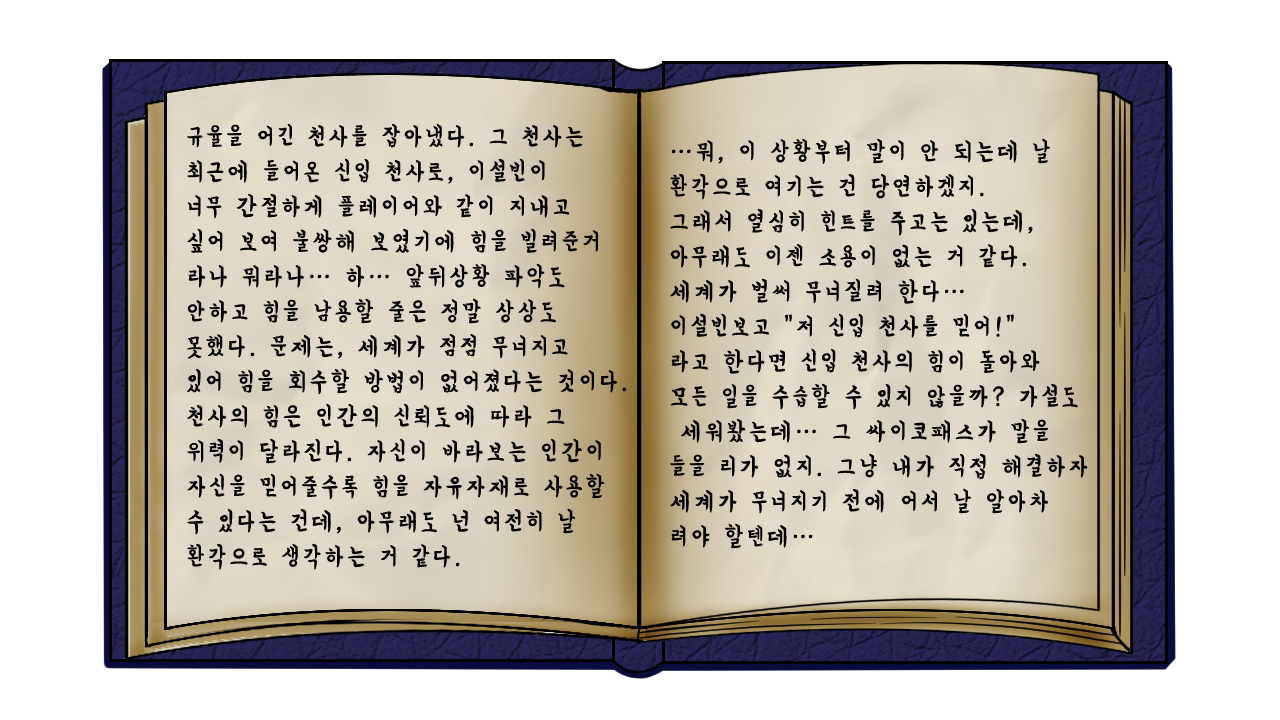 규율을 어긴 천사를 잡아냈다. 그 천사는
최근에 들어온 신입 천사로, 이설빈이
너무 간절하게 플레이어와 같이 지내고
싶어 보여 불쌍해 보였기에 힘을 빌려준거
라나 뭐라나… 하… 앞뒤상황 파악도
안하고 힘을 남용할 줄은 정말 상상도
못했다. 문제는, 세계가 점점 무너지고
있어 힘을 회수할 방법이 없어졌다는 것이다.
천사의 힘은 인간의 신뢰도에 따라 그
위력이 달라진다. 자신이 바라보는 인간이
자신을 믿어줄수록 힘을 자유자재로 사용할
수 있다는 건데, 아무래도 넌 여전히 날
환각으로 생각하는 거 같다.
…뭐, 이 상황부터 말이 안 되는데 날
환각으로 여기는 건 당연하겠지.
그래서 열심히 힌트를 주고는 있는데,
아무래도 이젠 소용이 없는 거 같다.
세계가 벌써 무너질려 한다…
이설빈보고 "저 신입 천사를 믿어!"
라고 한다면 신입 천사의 힘이 돌아와
모든 일을 수습할 수 있지 않을까? 가설도
세워봤는데… 그 싸이코패스가 말을
들을 리가 없지. 그냥 내가 직접 해결하자
세계가 무너지기 전에 어서 날 알아차
려야 할텐데…